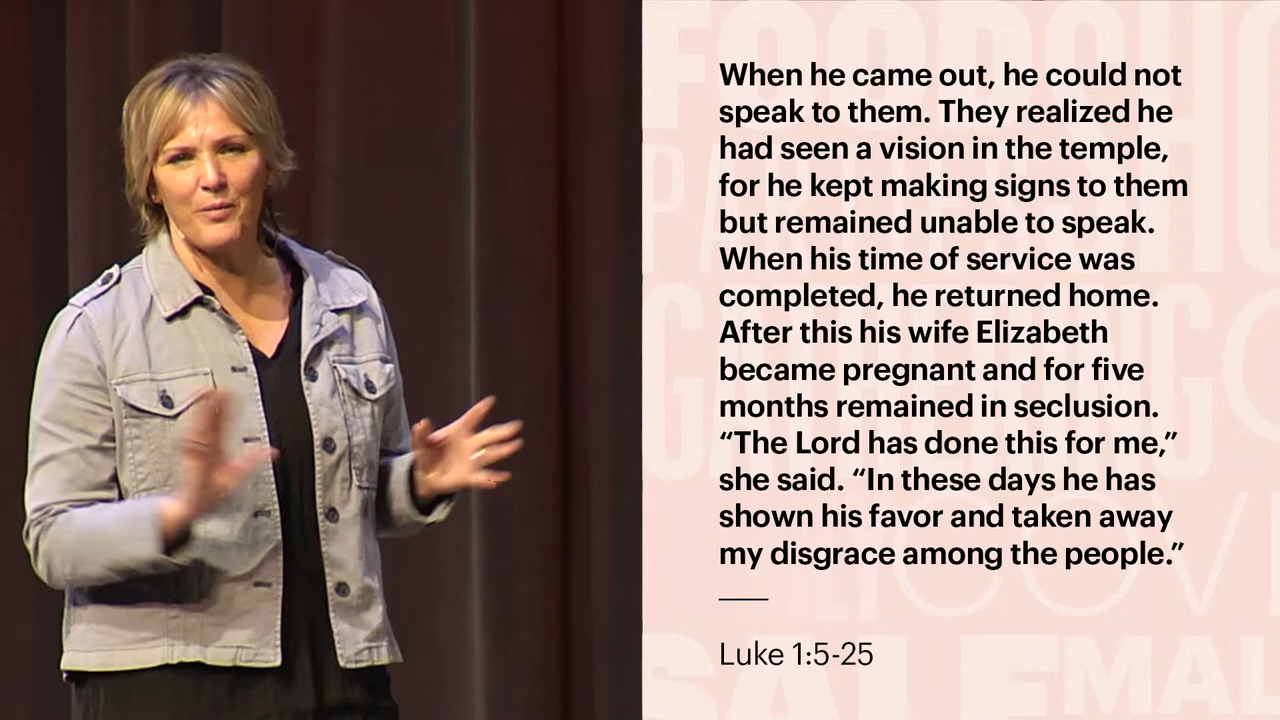 When he came out, he could not
speak to them. They realized he
had seen a vision in the temple,
for he kept making signs to them
but remained unable to speak.
When his time of service was
completed, he returned home.
After this his wife Elizabeth
became pregnant and for five
months remained in seclusion.
“The Lord has done this for me,”
she said. “In these days he has
shown his favor and taken away
my disgrace among the people.”
Luke 1:5-25
SALE MAL